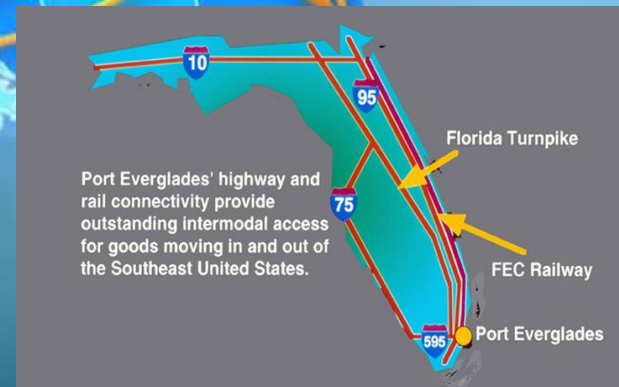 10
95
Florida Turnpike
Port Everglades' highway and
rail connectivity provide
outstanding intermodal access
for goods moving in and out of
the Southeast United States.
75
FEC Railway
595
Port Everglades